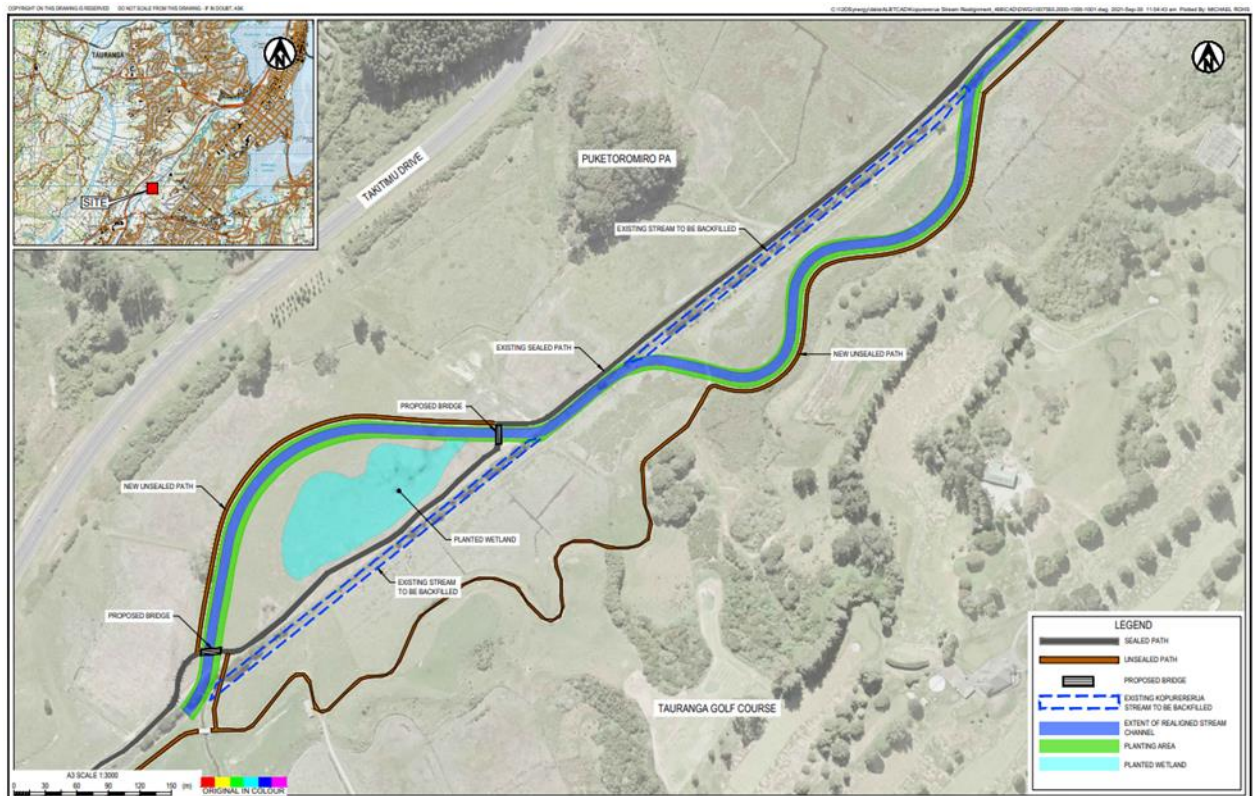 COPYRIGHT ON THIS DRAWING IS RESERVED DO NOT SCALE FROM THIS DRAWING - IF IN DOUBT, ASK
TAURANGA
SITE
TAKITIMU DRIVE
PUKETOROMIRO PA
EXISTING STREAM TO BE BACKFILLED
EXISTING SEALED PATH
NEW UNSEALED PATH
PROPOSED BRIDGE
NEW UNSEALED PATH
PLANTED WETLAND
EXISTING STREAM
TO BE BACKFILLED
PROPOSED BRIDGE
TAURANGA GOLF COURSE
LEGEND
SEALED PATH
UNSEALED PATH
PROPOSED BRIDGE
EXISTING KOPURERERUA
STREAM TO BE BACKFILLED
EXTENT OF REALIGNED STREAM
CHANNEL
PLANTING AREA
PLANTED WETLAND
A3 SCALE 1:3000
0 30 60 90 120 150 (m)
ORIGINAL IN COLOUR